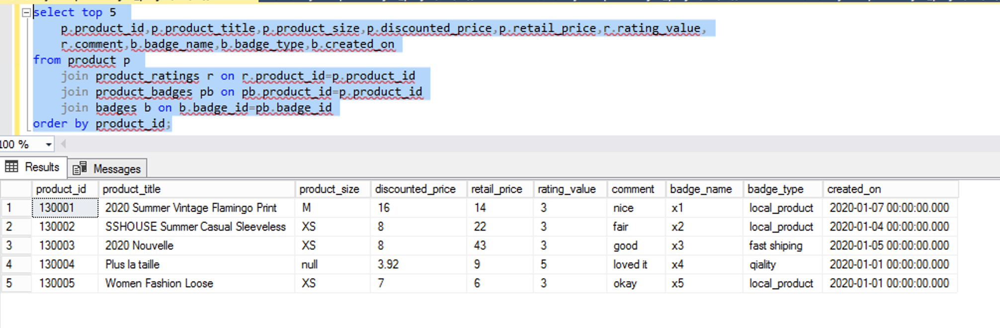 select top 5
p.product_id,p.product_title,p.product_size,p.discounted_price,p.retail_price,r.rating_value,
r.comment,b.badge_name,b.badge_type,b.created_on
from product p
join product_ratings r on r.product_id=p.product_id
join product_badges pb on pb.product_id=p.product_id
join badges b on b.badge_id=pb.badge_id
order by product_id;
100 %
Results Messages
product_id product_title product_size discounted_price retail_price rating_value comment badge_name badge_type created_on
1 130001 2020 Summer Vintage Flamingo Print M 16 14 3 nice x1 local_product 2020-01-07 00:00:00.000
2 130002 SSHOUSE Summer Casual Sleeveless XS 8 22 3 fair x2 local_product 2020-01-04 00:00:00.000
3 130003 2020 Nouvelle XS 8 43 3 good x3 fast shiping 2020-01-05 00:00:00.000
4 130004 Plus la taille null 3.92 9 5 loved it x4 qiality 2020-01-01 00:00:00.000
5 130005 Women Fashion Loose XS 7 6 3 okay x5 local_product 2020-01-01 00:00:00.000